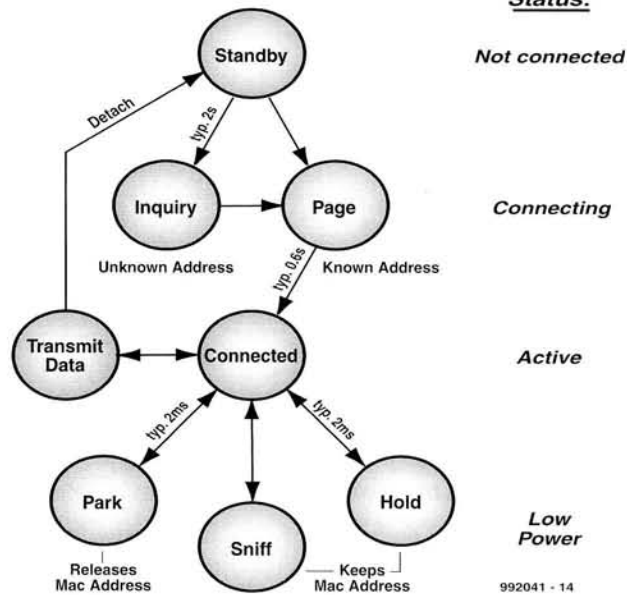 Status:
Standby
Not connected
Detach
typ. 2s
Inquiry
Page
Connecting
Unknown Address
Known Address
typ. 0.6s
Transmit
Data
Connected
Active
typ. 2ms
typ. 2ms
Park
Sniff
Hold
Low
Power
Releases
Mac Address
Keeps
Mac Address
992041 - 14